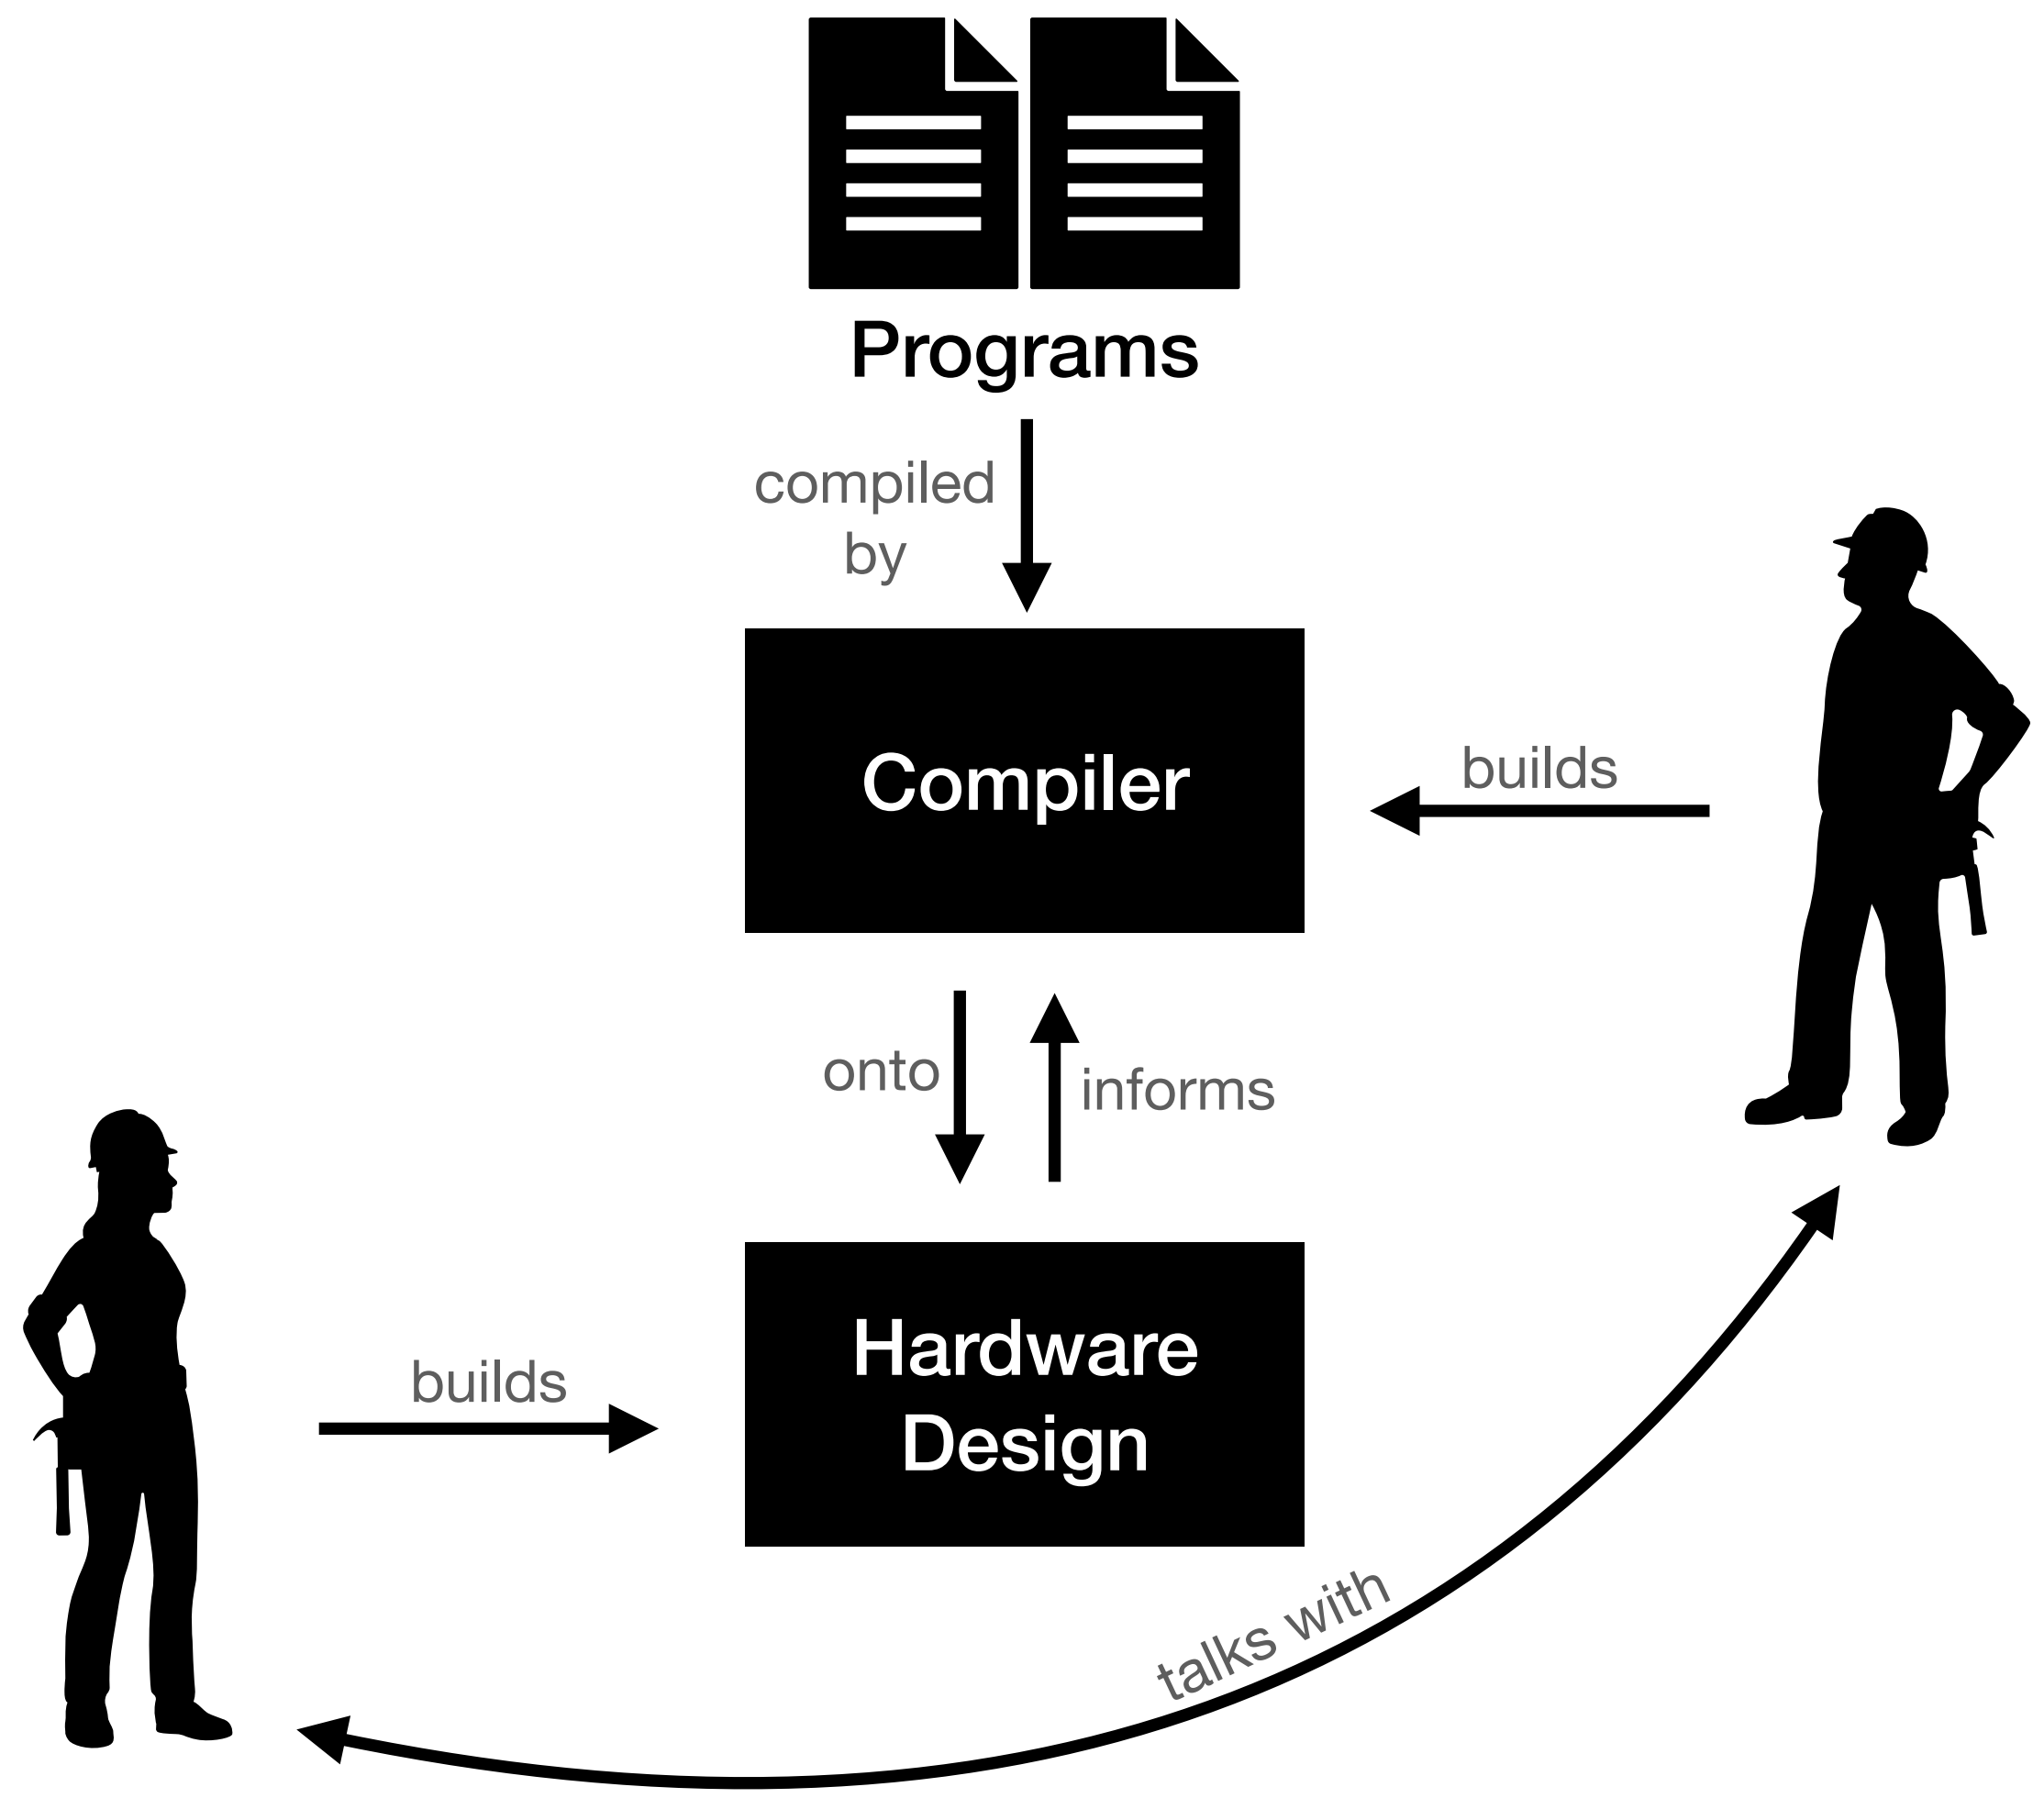 Programs
compiled
by
Compiler
builds
onto
informs
Hardware
Design
builds
talks with